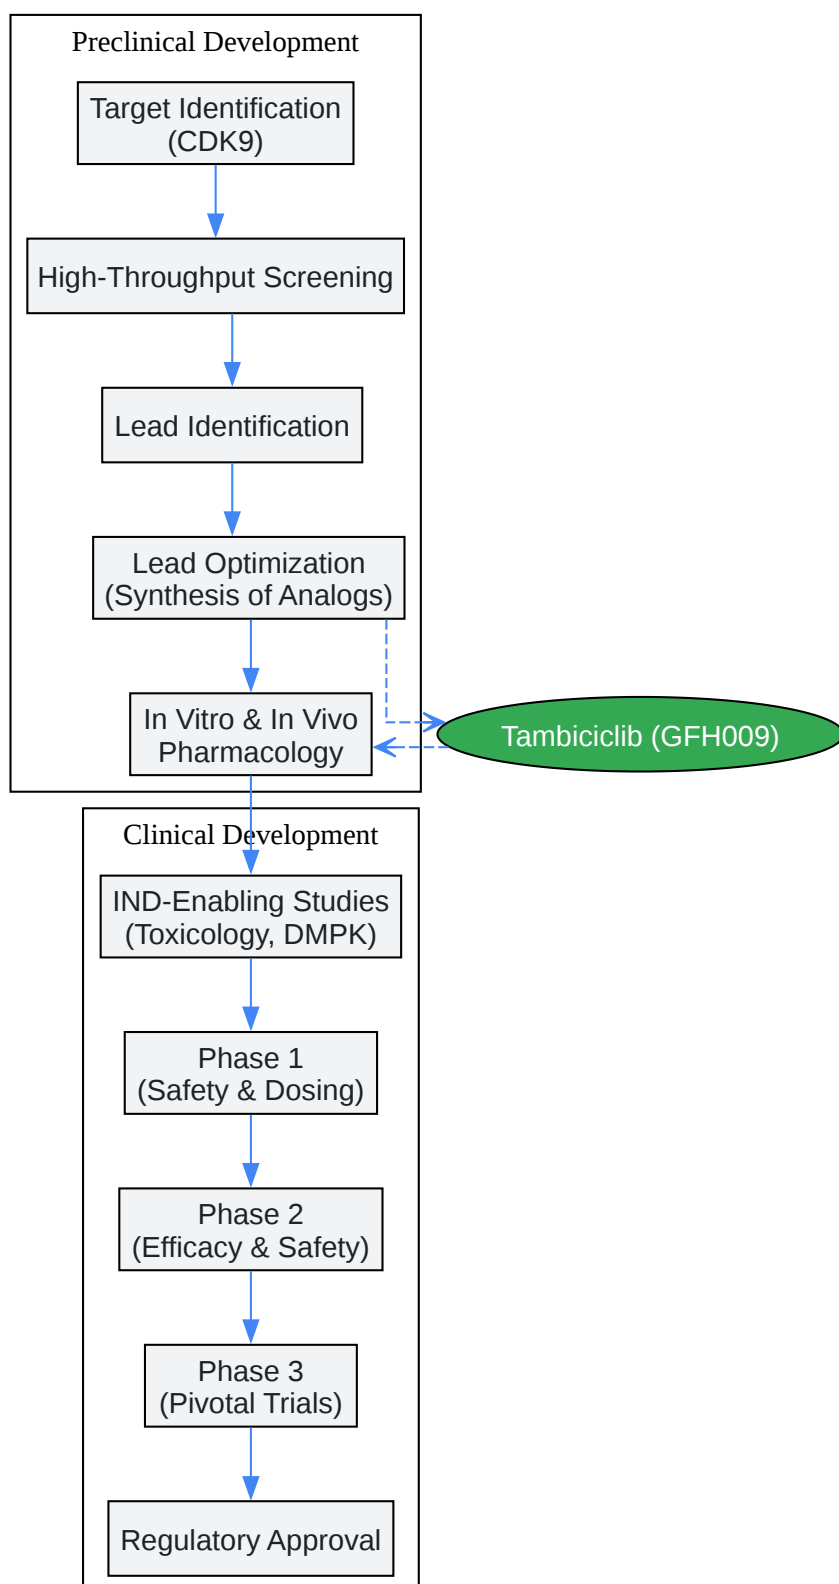 Preclinical Development
Target Identification
(CDK9)
High-Throughput Screening
Lead Identification
Lead Optimization
(Synthesis of Analogs)
In Vitro & In Vivo
Pharmacology
Tambiciclib (GFH009)
Clinical Development
IND-Enabling Studies
(Toxicology, DMPK)
Phase 1
(Safety & Dosing)
Phase 2
(Efficacy & Safety)
Phase 3
(Pivotal Trials)
Regulatory Approval